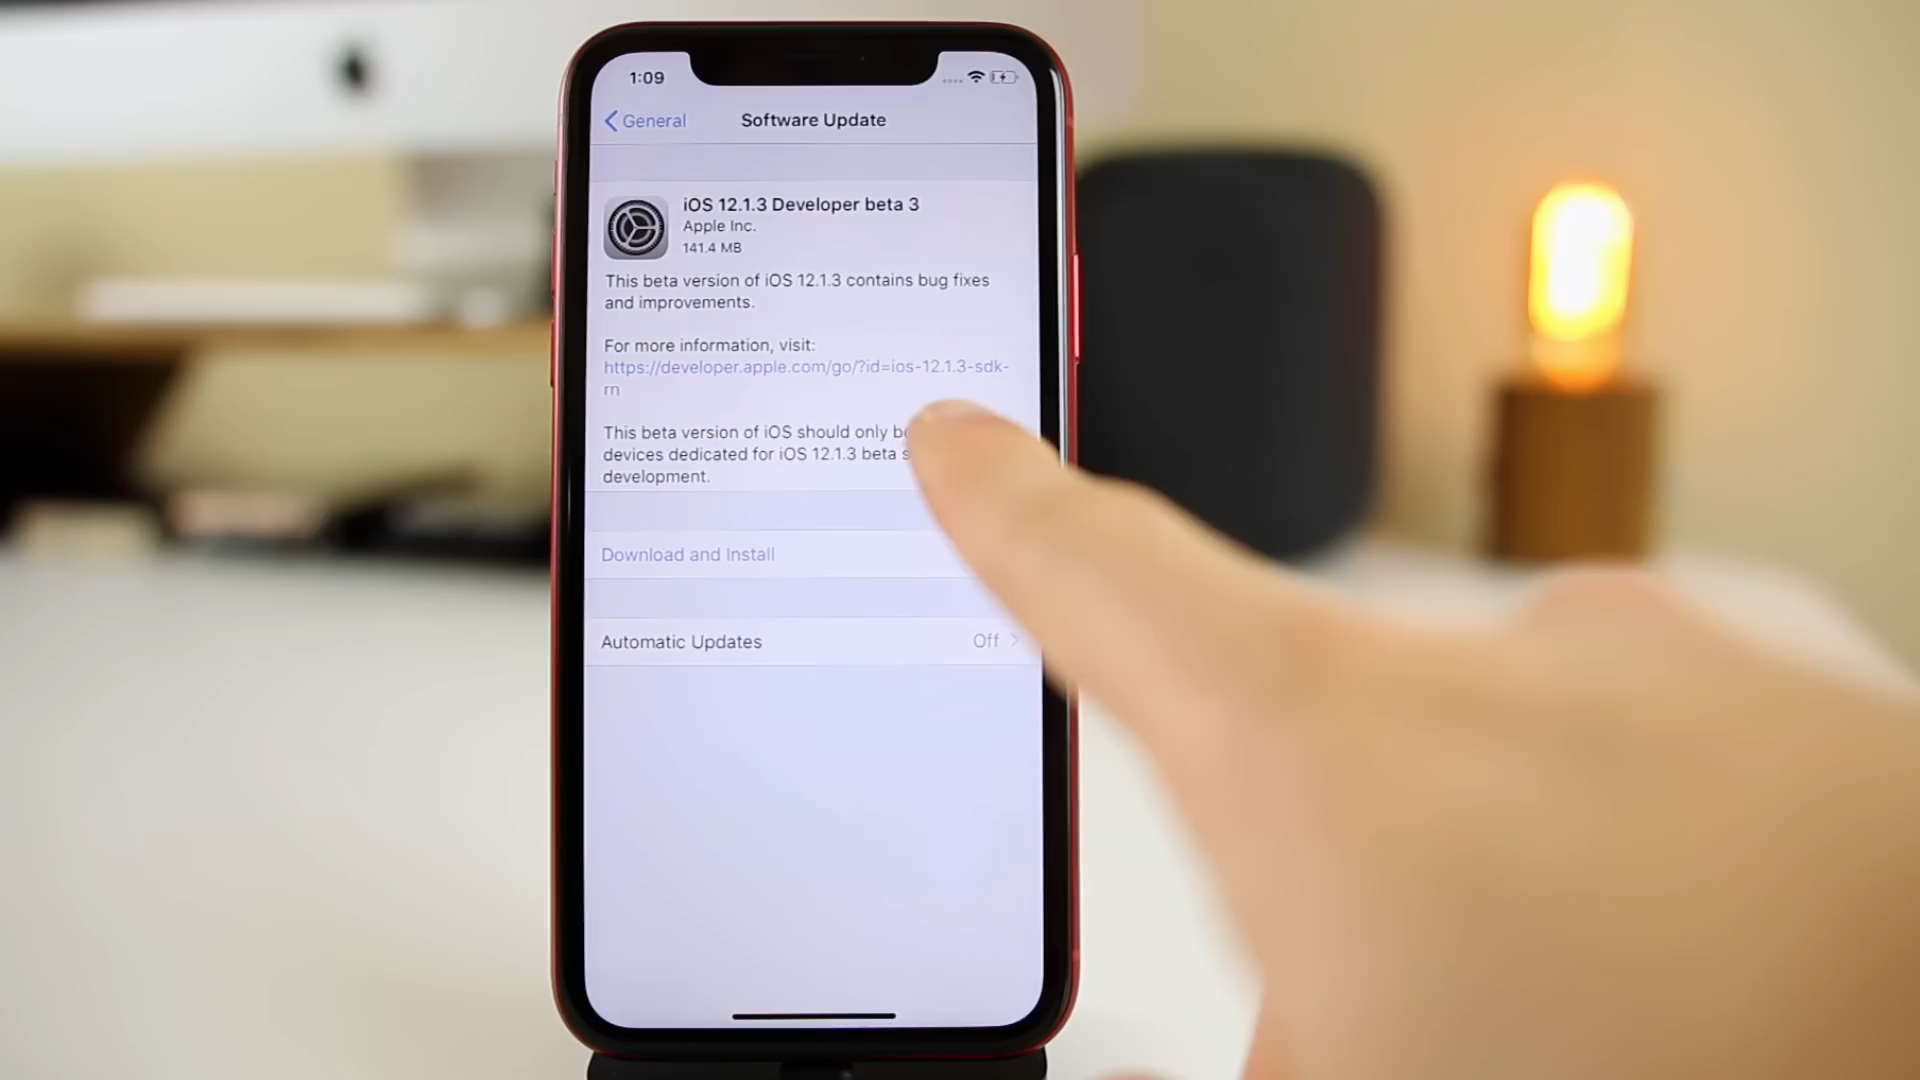 1:09
General
Software Update
iOS 12.1.3 Developer beta 3
Apple Inc.
141.4 MB
This beta version of iOS 12.1.3 contains bug fixes
and improvements.
For more information, visit:
https://developer.apple.com/go/?id=ios-12.1.3-sdk-
rn
This beta version of iOS should only
devices dedicated for iOS 12.1.3 beta
development.
Download and Install
Automatic Updates
Off